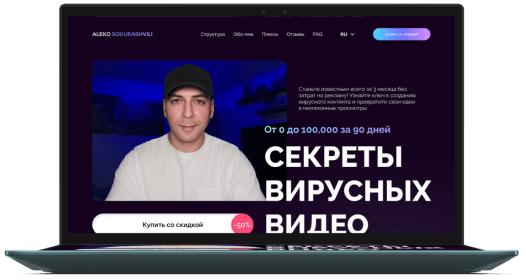 ALEKO SOKURASHVILI
Структура Обо мне Плюсы Отзывы FAQ
RU
Купить со скидкой
Станьте известным всего за 3 месяца без
затрат на рекламу! Узнайте ключ к созданию
вирусного контента и превратите свои идеи
в миллионные просмотры.
От 0 до 100,000 за 90 дней
СЕКРЕТЫ
ВИРУСНЫХ
ВИДЕО
Купить со скидкой
-50%